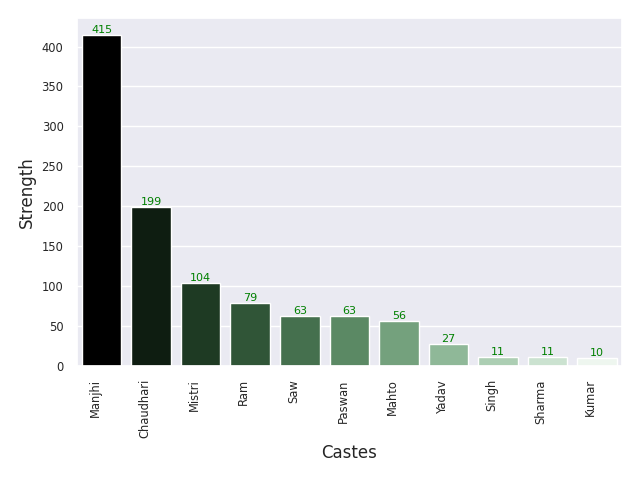 Strength
400
350
300
250
200
150
100
50
0
415
199
104
79
63
63
56
27
11
11
10
Manjhi
Chaudhari
Mistri
Ram
Saw
Paswan
Mahto
Yadav
Singh
Sharma
Kumar
Castes